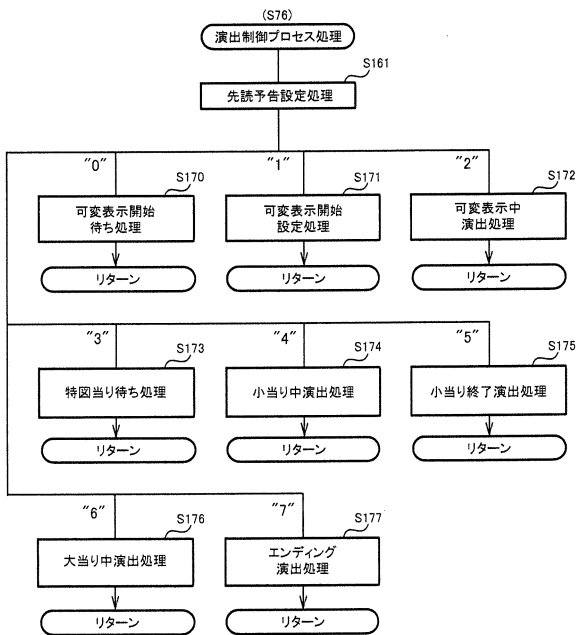 (S76)
演出制御プロセス処理
S161
先読予告設定処理
"0"
"1"
"2"
S170
S171
S172
可変表示開始
待ち処理
可変表示開始
設定処理
可変表示中
演出処理
リターン
リターン
リターン
"3"
"4"
"5"
S173
S174
S175
特図当り待ち処理
小当り中演出処理
小当り終了演出処理
リターン
リターン
リターン
"6"
"7"
S176
S177
大当り中演出処理
エンディング
演出処理
リターン
リターン